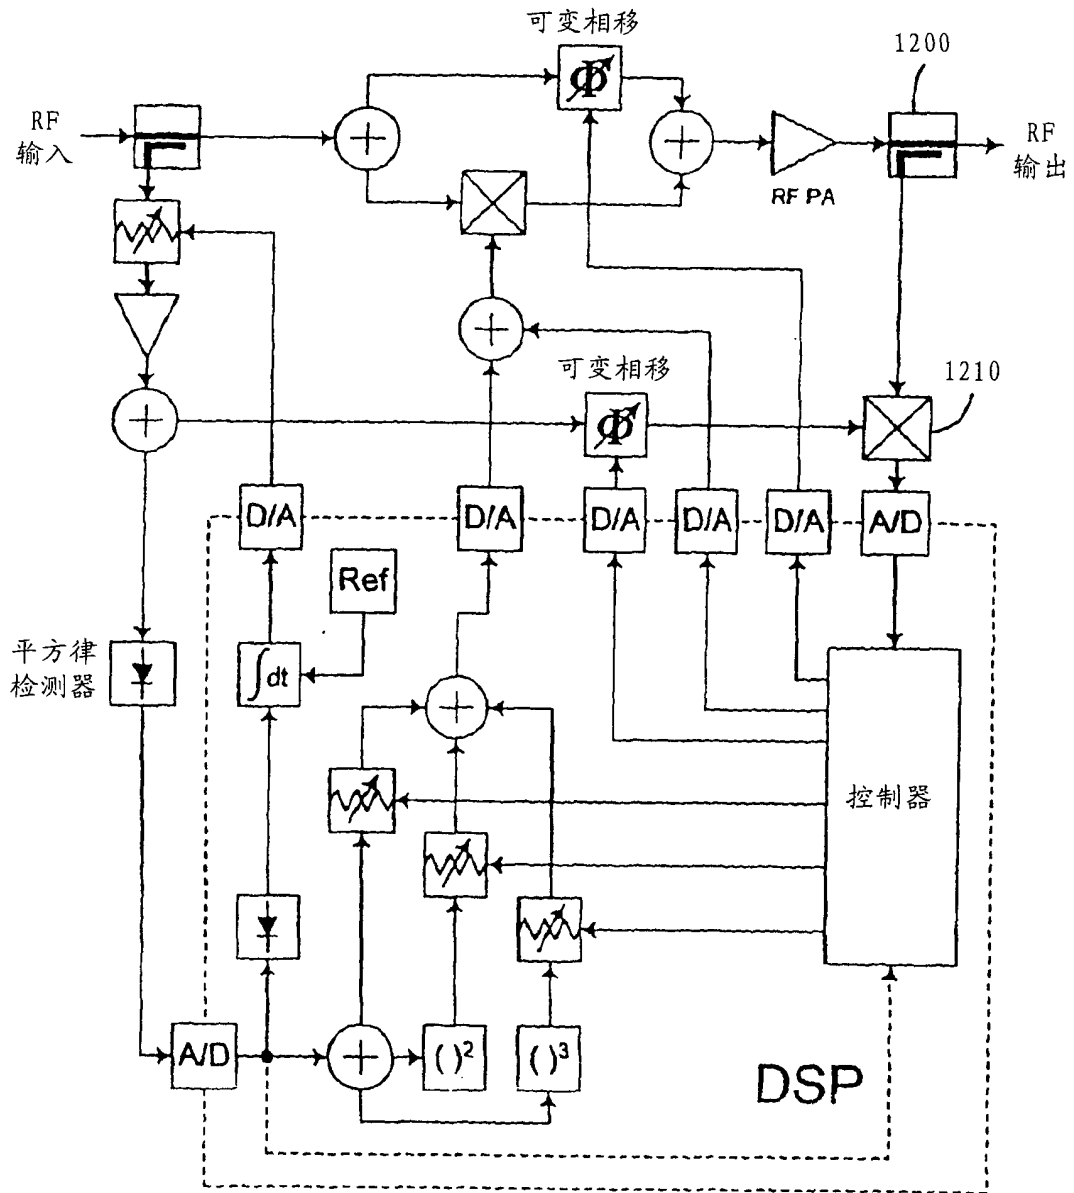 可变相移
1200
RF
输入
Φ
RF
输出
RF PA
可变相移
1210
Φ
D/A
D/A
D/A
D/A
D/A
A/D
Ref
平方律
检测器
∫dt
控制器
A/D
( )²
( )³
DSP